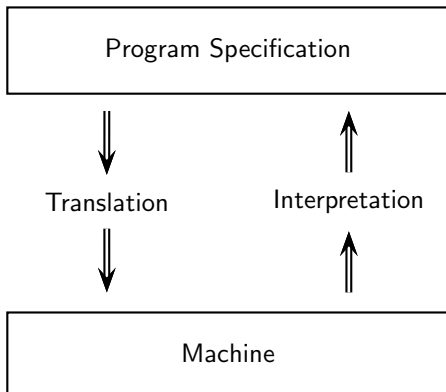 Program Specification
Translation
Interpretation
Machine